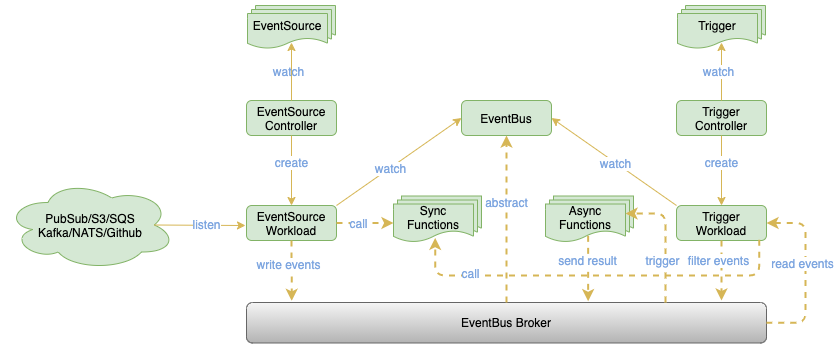 EventSource
Trigger
watch
watch
EventSource
Controller
EventBus
Trigger
Controller
create
watch
watch
create
PubSub/S3/SQS
Kafka/NATS/Github
listen
EventSource
Workload
call
Sync
Functions
abstract
Async
Functions
Trigger
Workload
write events
send result
trigger
filter events
read events
call
EventBus Broker